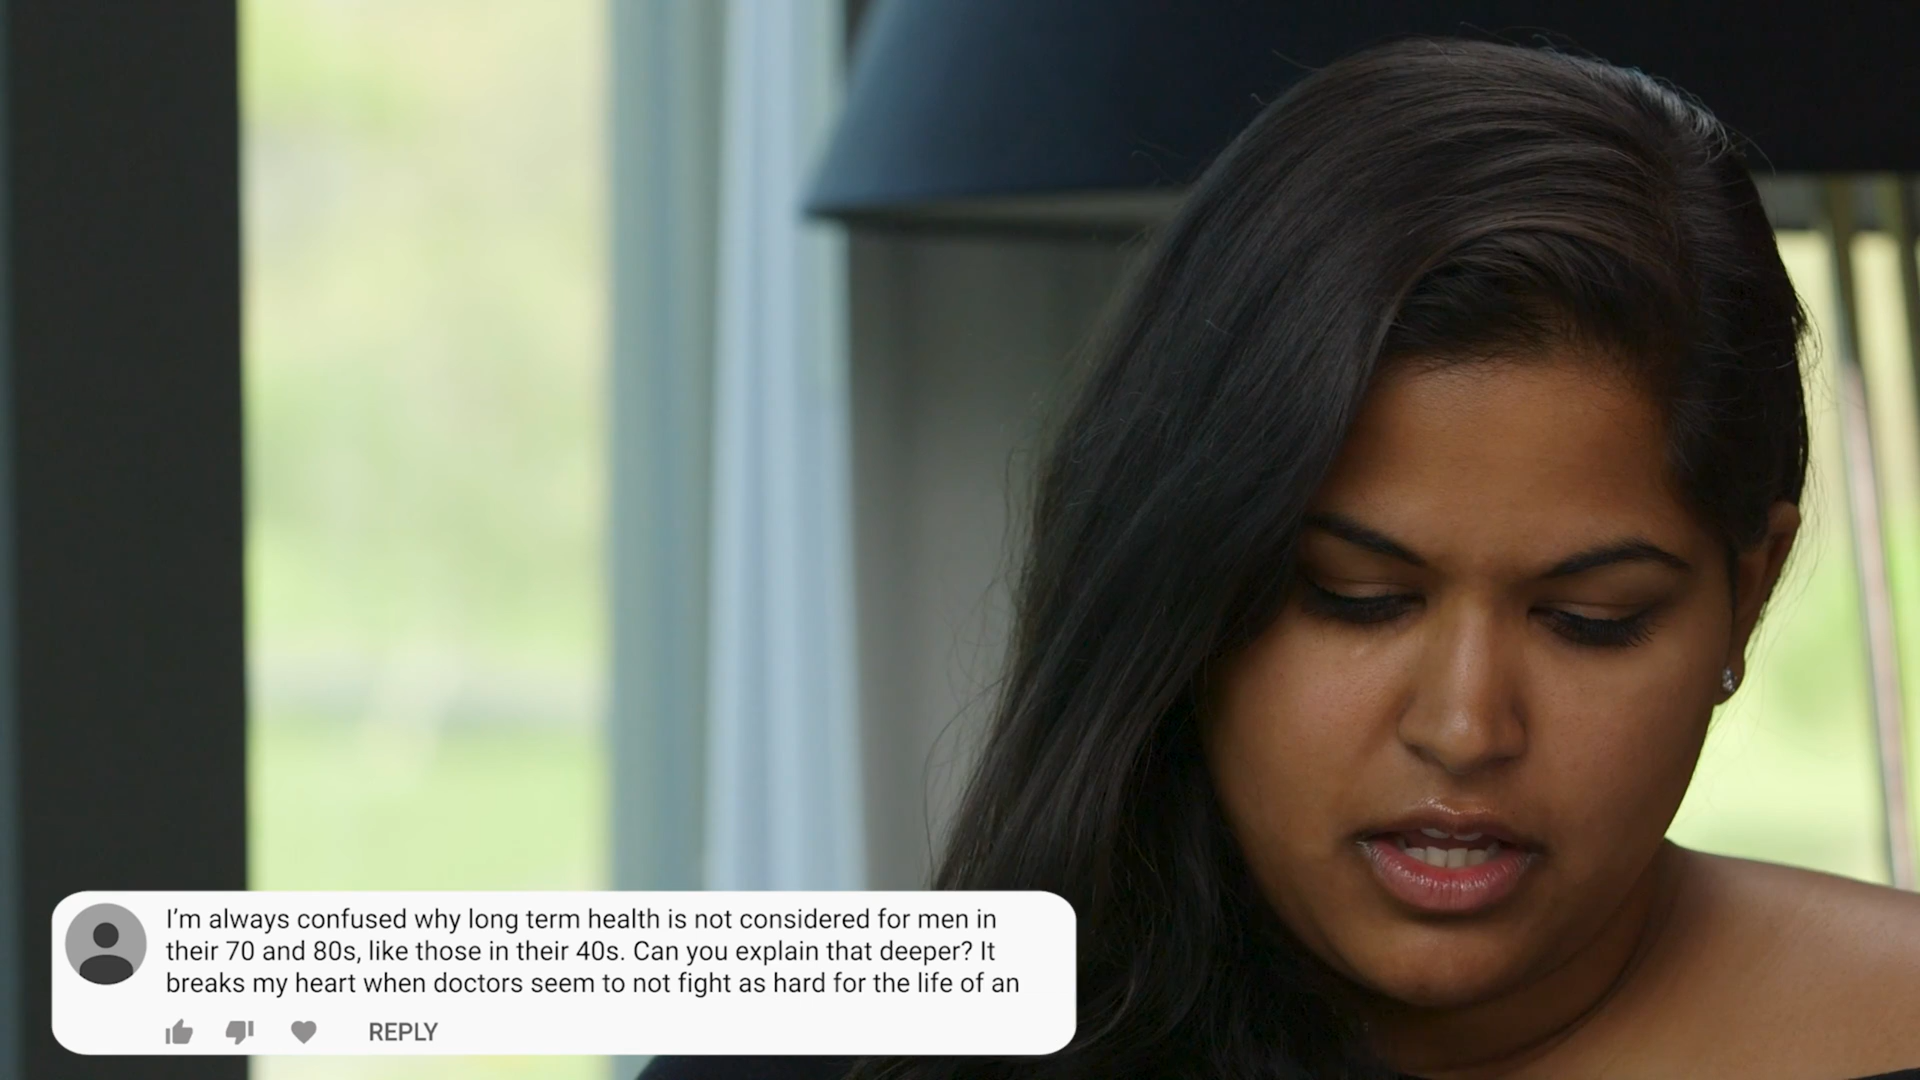 I'm always confused why long term health is not considered for men in
their 70 and 80s, like those in their 40s. Can you explain that deeper? It
breaks my heart when doctors seem to not fight as hard for the life of an
REPLY